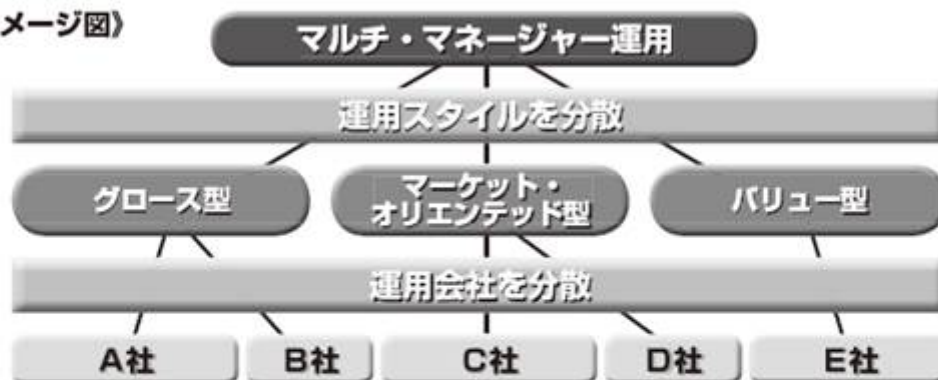 メージ図》
マルチ・マネージャー運用
運用スタイルを分散
グロース型
マーケット・
オリエンテッド型
バリュー型
運用会社を分散
A社
B社
C社
D社
E社